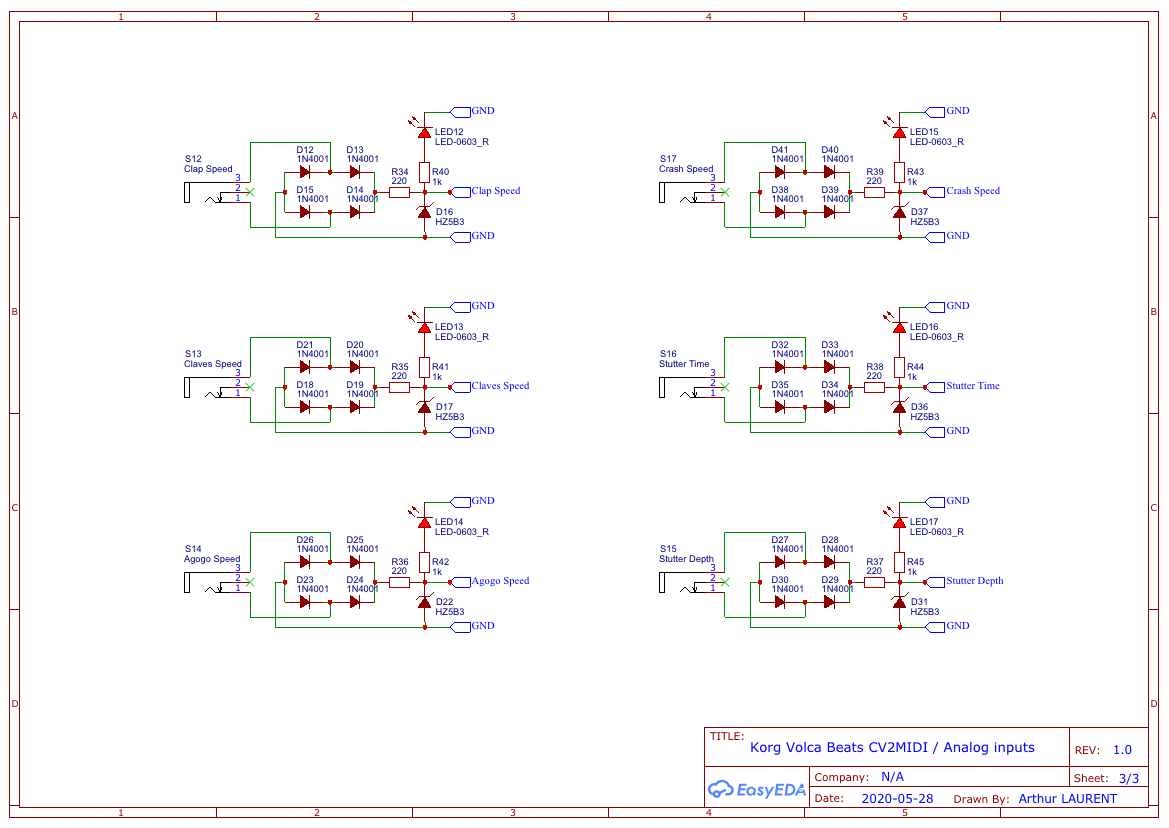 1 2 3 4 5
A A
B B
C C
D D
GND
LED12
LED-0603_R
S12
Clap Speed
3
2
1
D12
1N4001
D13
1N4001
D15
1N4001
D14
1N4001
R34
220
R40
1k
Clap Speed
D16
HZ5B3
GND
GND
LED15
LED-0603_R
S17
Crash Speed
3
2
1
D41
1N4001
D40
1N4001
D38
1N4001
D39
1N4001
R39
220
R43
1k
Crash Speed
D37
HZ5B3
GND
GND
LED13
LED-0603_R
S13
Claves Speed
3
2
1
D21
1N4001
D20
1N4001
D18
1N4001
D19
1N4001
R35
220
R41
1k
Claves Speed
D17
HZ5B3
GND
GND
LED16
LED-0603_R
S16
Stutter Time
3
2
1
D32
1N4001
D33
1N4001
D35
1N4001
D34
1N4001
R38
220
R44
1k
Stutter Time
D36
HZ5B3
GND
GND
LED14
LED-0603_R
S14
Agogo Speed
3
2
1
D26
1N4001
D25
1N4001
D23
1N4001
D24
1N4001
R36
220
R42
1k
Agogo Speed
D22
HZ5B3
GND
GND
LED17
LED-0603_R
S15
Stutter Depth
3
2
1
D27
1N4001
D28
1N4001
D30
1N4001
D29
1N4001
R37
220
R45
1k
Stutter Depth
D31
HZ5B3
GND
TITLE:
Korg Volca Beats CV2MIDI / Analog inputs
REV: 1.0
EasyEDA
Company: N/A
Sheet: 3/3
Date: 2020-05-28 Drawn By: Arthur LAURENT
1 2 3 4 5